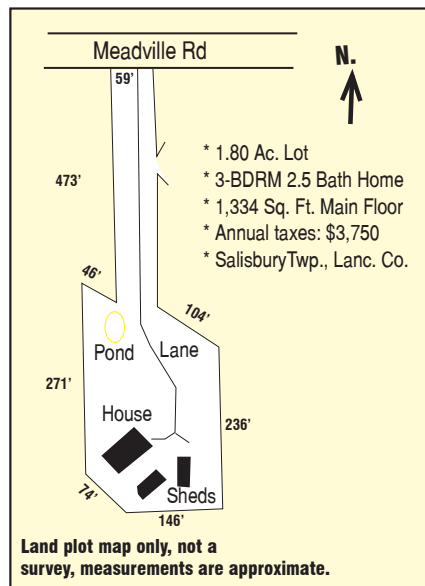 Meadville Rd
N.
59'
* 1.80 Ac. Lot
* 3-BDRM 2.5 Bath Home
* 1,334 Sq. Ft. Main Floor
* Annual taxes: $3,750
* SalisburyTwp., Lanc. Co.
473'
46'
104'
Pond
Lane
271'
House
236'
74'
Sheds
146'
Land plot map only, not a
survey, measurements are approximate.